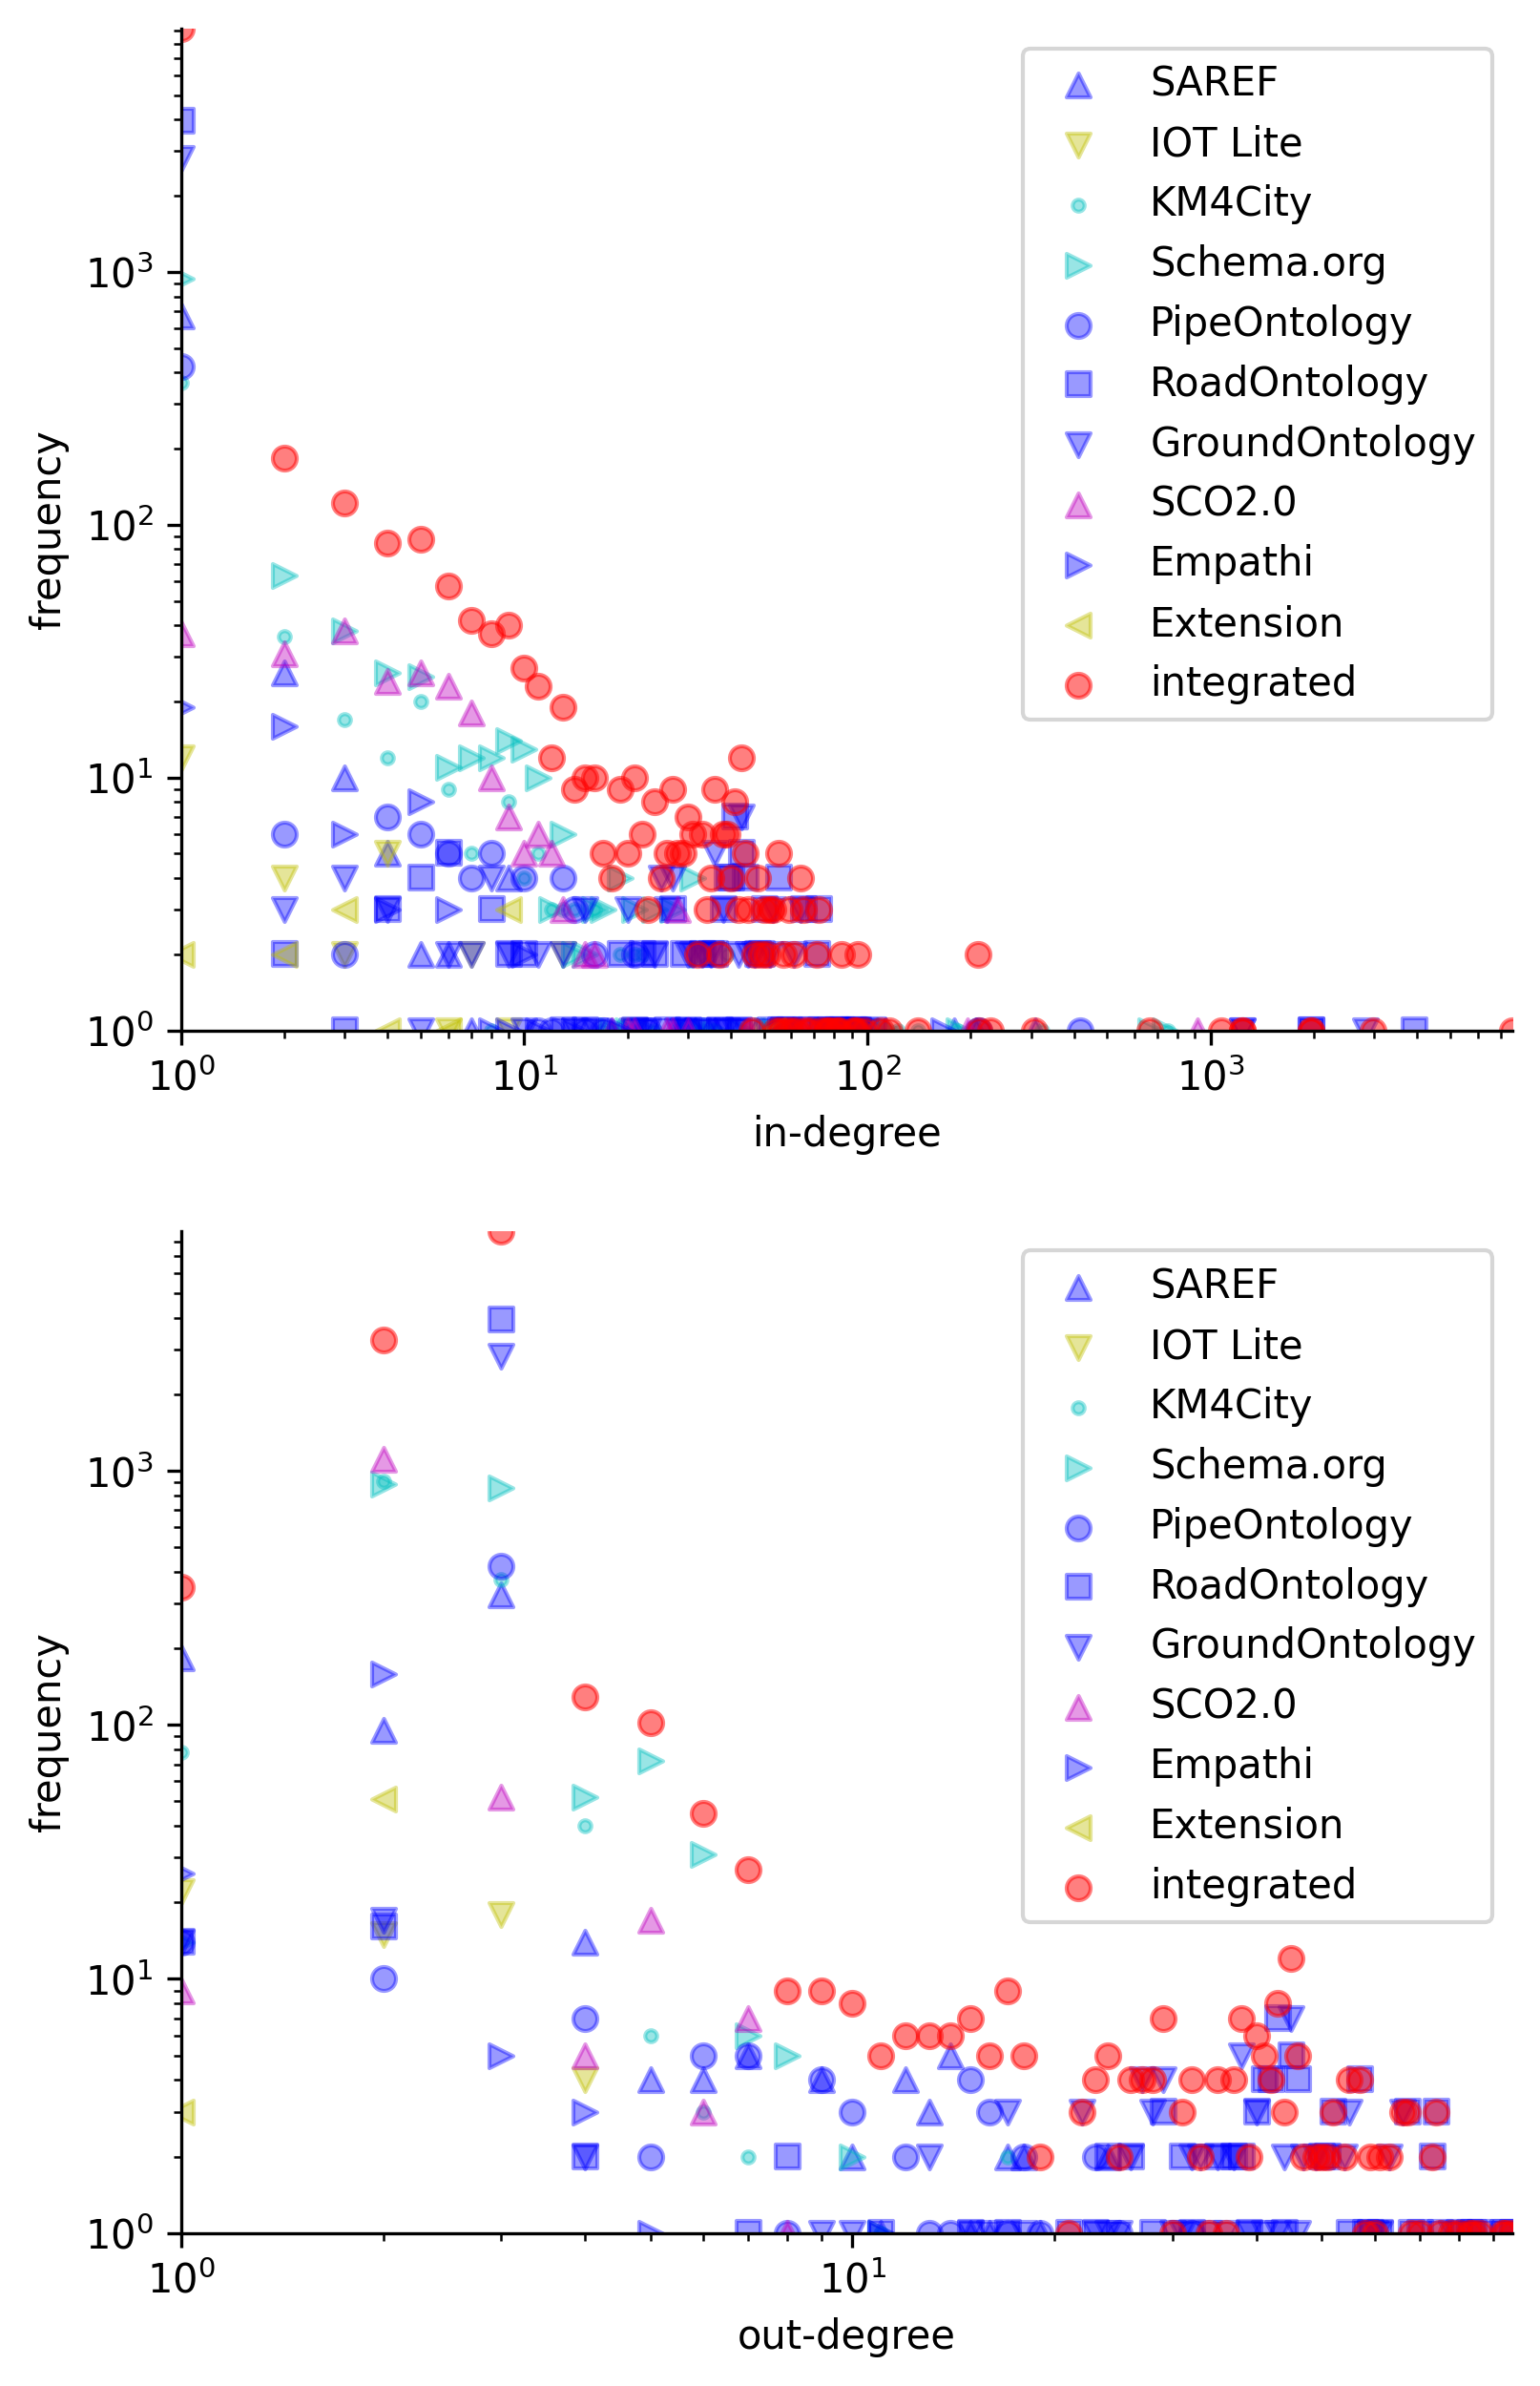 frequency
10³
10²
10¹
10⁰
10⁰ 10¹ 10² 10³
in-degree
SAREF
IOT Lite
KM4City
Schema.org
PipeOntology
RoadOntology
GroundOntology
SCO2.0
Empathi
Extension
integrated
frequency
10³
10²
10¹
10⁰
10⁰ 10¹
out-degree
SAREF
IOT Lite
KM4City
Schema.org
PipeOntology
RoadOntology
GroundOntology
SCO2.0
Empathi
Extension
integrated